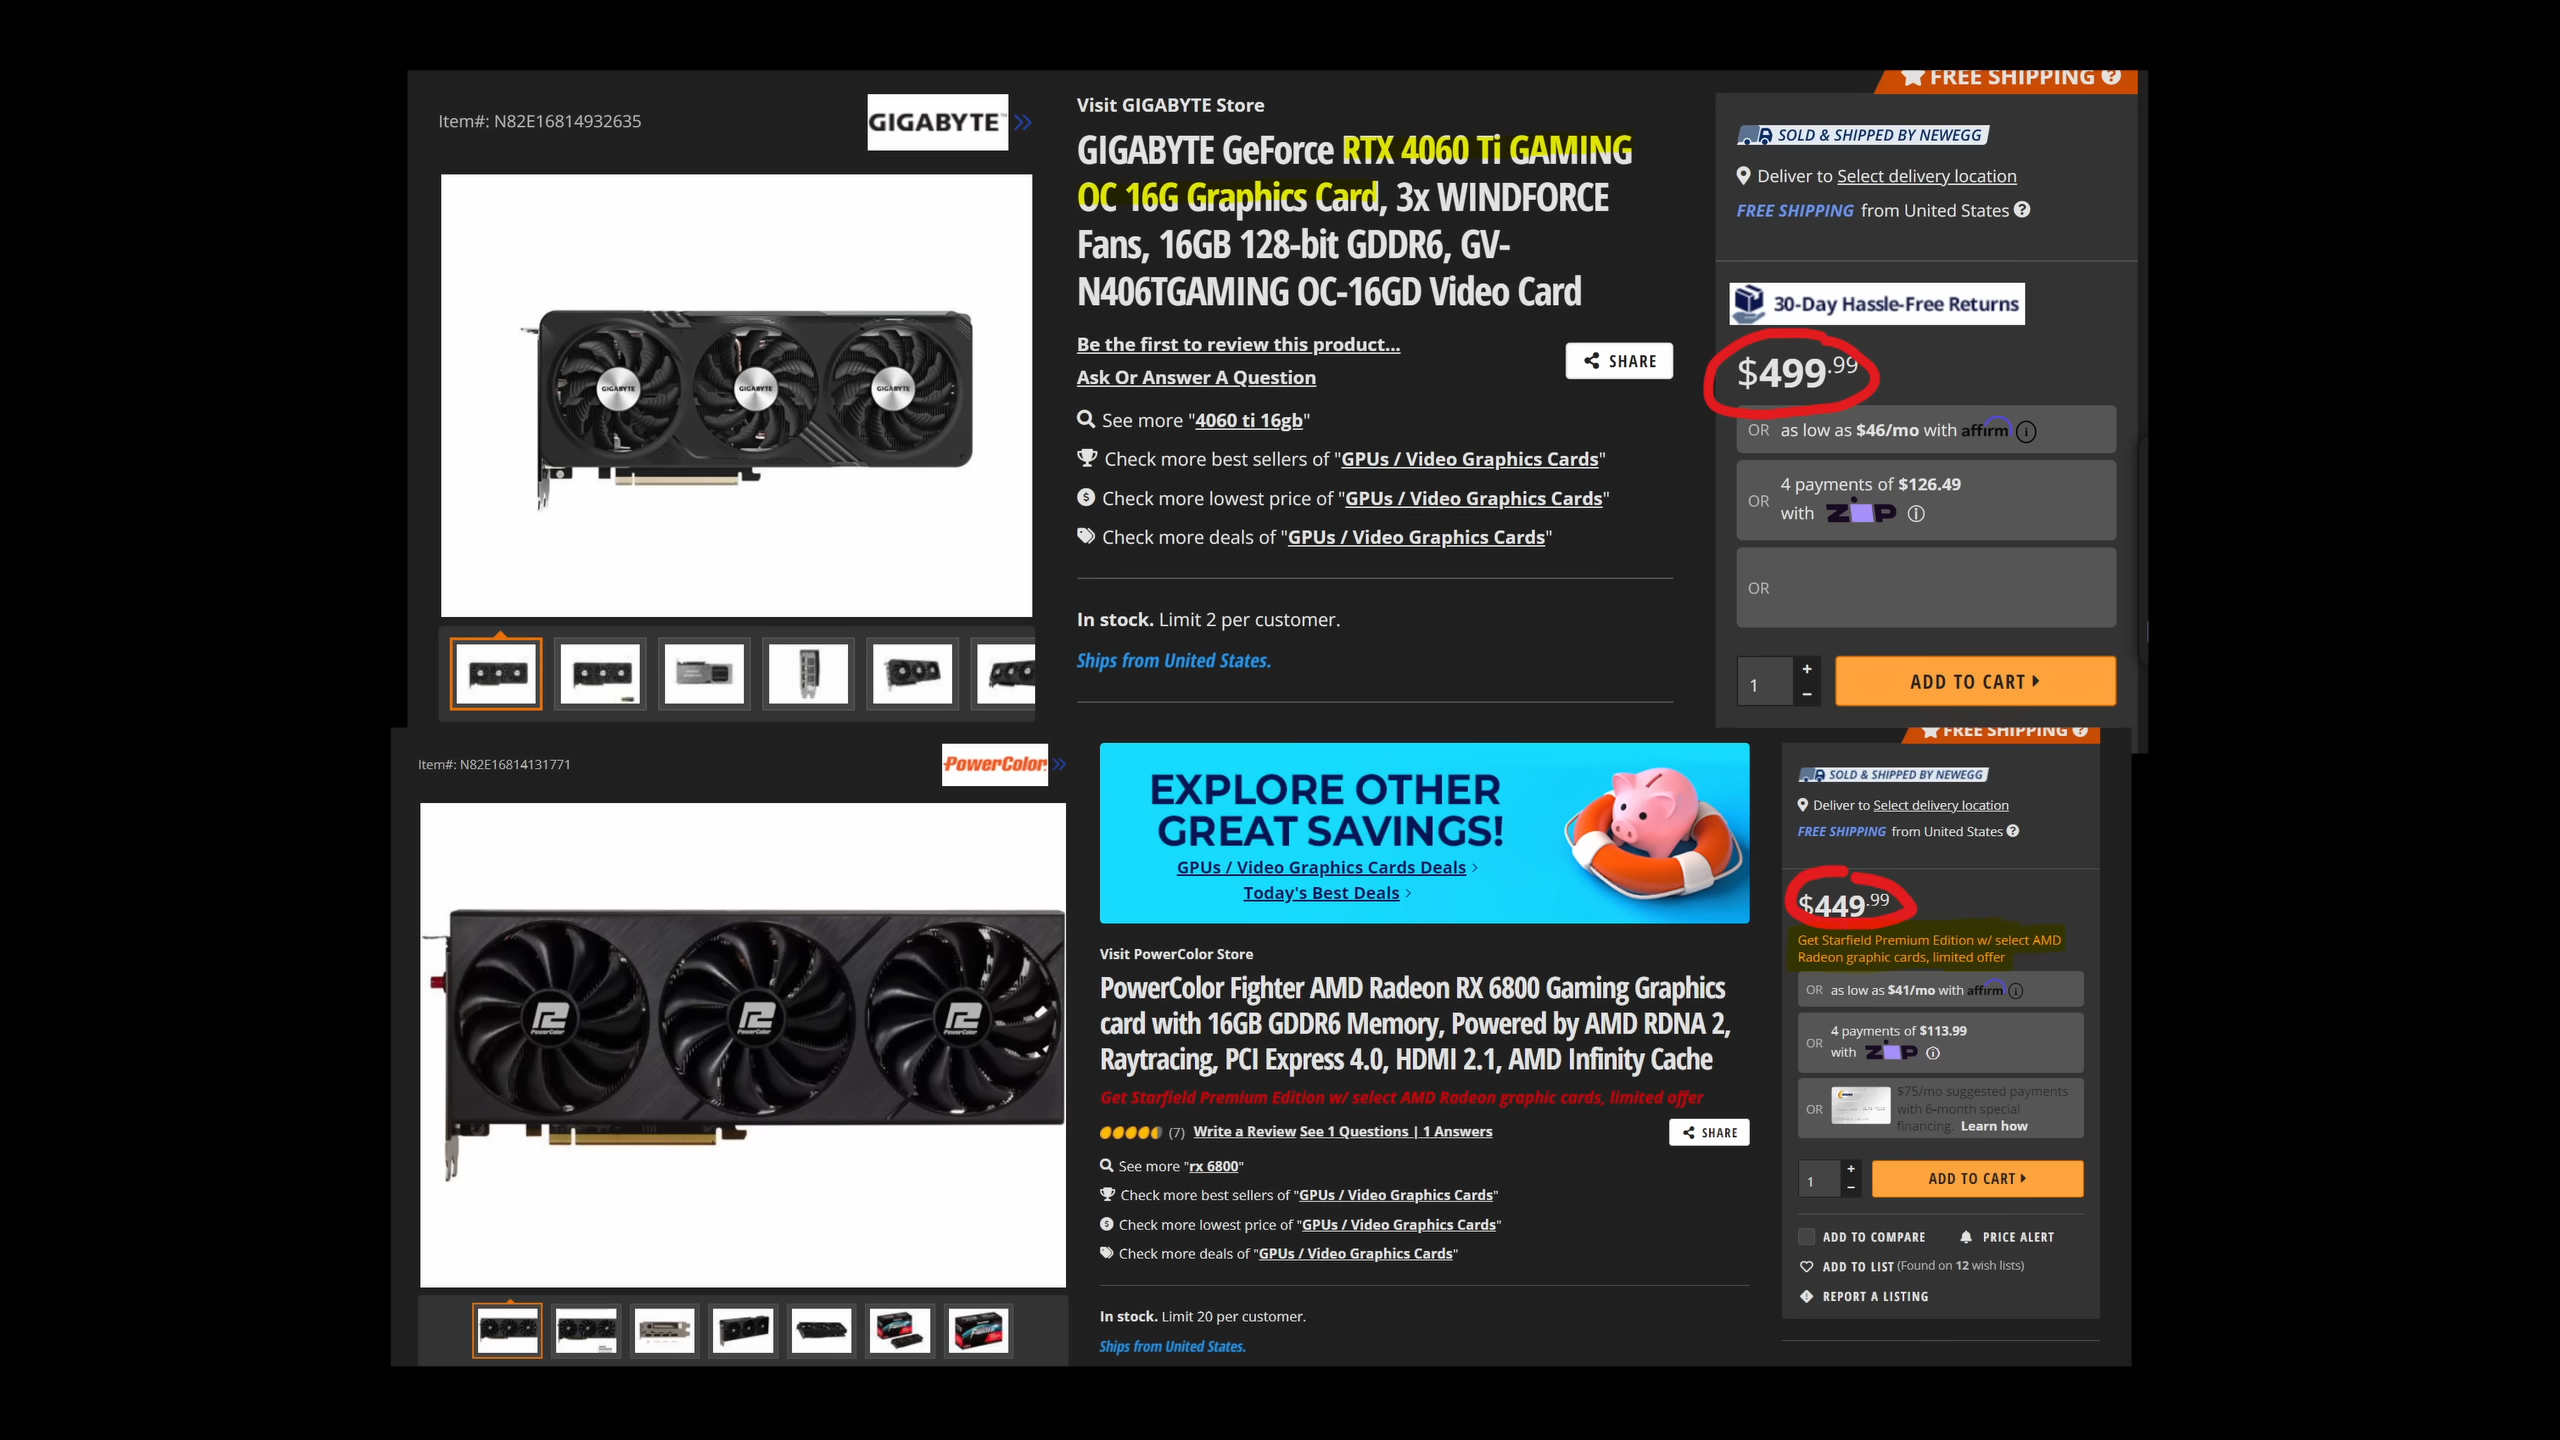 FREE SHIPPING
Item#: N82E16814932635
GIGABYTE™
Visit GIGABYTE Store
GIGABYTE GeForce RTX 4060 Ti GAMING
OC 16G Graphics Card, 3x WINDFORCE
Fans, 16GB 128-bit GDDR6, GV-
N406TGAMING OC-16GD Video Card
Be the first to review this product...
Ask Or Answer A Question
SHARE
See more "4060 ti 16gb"
Check more best sellers of "GPUs / Video Graphics Cards"
Check more lowest price of "GPUs / Video Graphics Cards"
Check more deals of "GPUs / Video Graphics Cards"
In stock. Limit 2 per customer.
Ships from United States.
GIGABYTE
GIGABYTE
GIGABYTE
SOLD & SHIPPED BY NEWEGG
Deliver to Select delivery location
FREE SHIPPING from United States
30-Day Hassle-Free Returns
$499.99
OR as low as $46/mo with affirm
OR 4 payments of $126.49
with ZIP
OR
1 + -
ADD TO CART
FREE SHIPPING
Item#: N82E16814131771
PowerColor
PowerColor
PowerColor
PowerColor
EXPLORE OTHER
GREAT SAVINGS!
GPUs / Video Graphics Cards Deals
Today's Best Deals
Visit PowerColor Store
PowerColor Fighter AMD Radeon RX 6800 Gaming Graphics
card with 16GB GDDR6 Memory, Powered by AMD RDNA 2,
Raytracing, PCI Express 4.0, HDMI 2.1, AMD Infinity Cache
Get Starfield Premium Edition w/ select AMD Radeon graphic cards, limited offer
(7) Write a Review See 1 Questions | 1 Answers
SHARE
See more "rx 6800"
Check more best sellers of "GPUs / Video Graphics Cards"
Check more lowest price of "GPUs / Video Graphics Cards"
Check more deals of "GPUs / Video Graphics Cards"
In stock. Limit 20 per customer.
Ships from United States.
SOLD & SHIPPED BY NEWEGG
Deliver to Select delivery location
FREE SHIPPING from United States
$449.99
Get Starfield Premium Edition w/ select AMD
Radeon graphic cards, limited offer
OR as low as $41/mo with affirm
OR 4 payments of $113.99
with ZIP
OR $75/mo suggested payments
with 6-month special
financing. Learn how
1 + -
ADD TO CART
ADD TO COMPARE
PRICE ALERT
ADD TO LIST (Found on 12 wish lists)
REPORT A LISTING